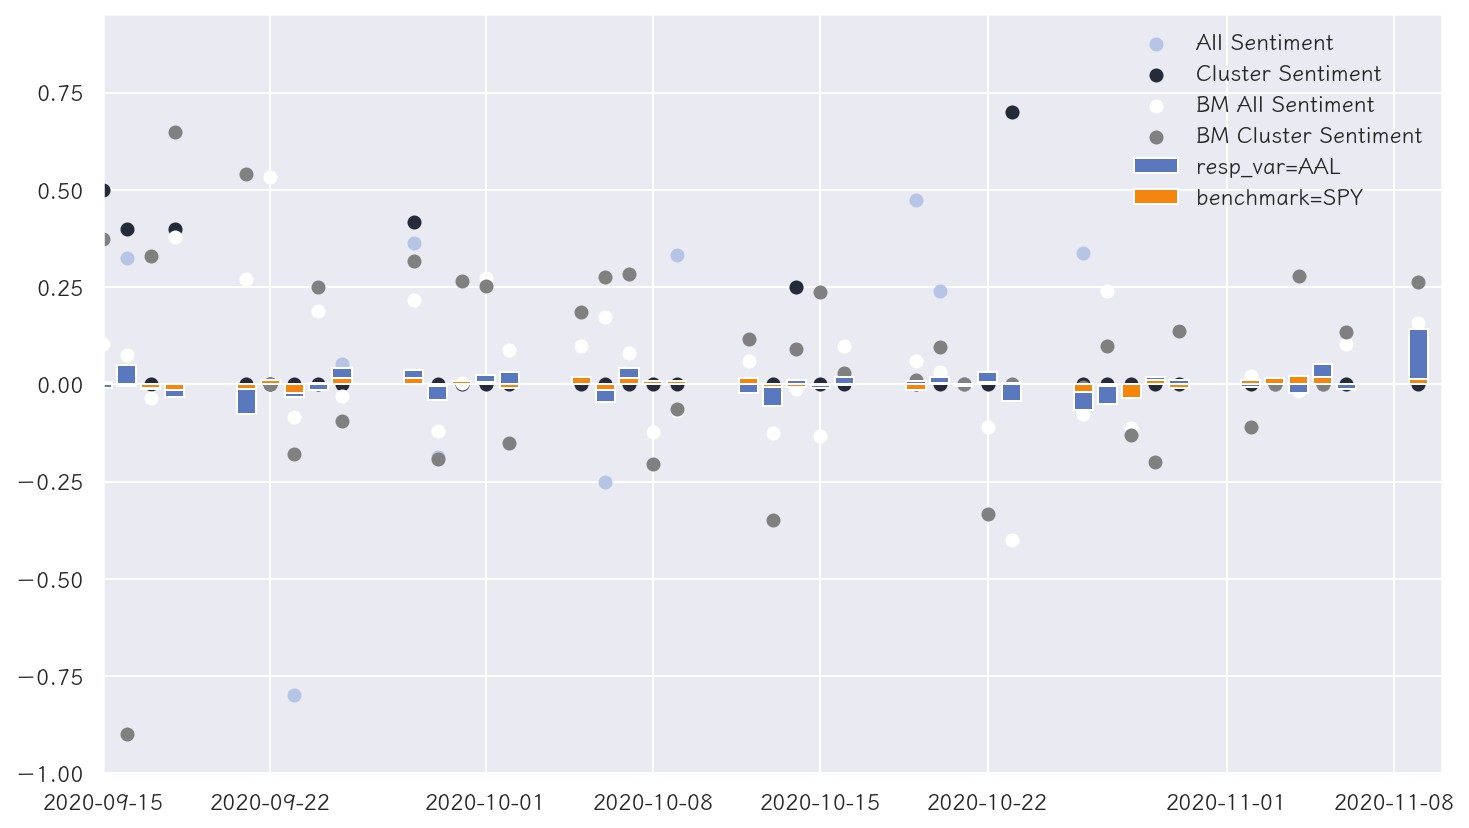 All Sentiment
Cluster Sentiment
BM All Sentiment
BM Cluster Sentiment
resp_var=AAL
benchmark=SPY
0.75
0.50
0.25
0.00
−0.25
−0.50
−0.75
−1.00
2020-09-15 2020-09-22 2020-10-01 2020-10-08 2020-10-15 2020-10-22 2020-11-01 2020-11-08